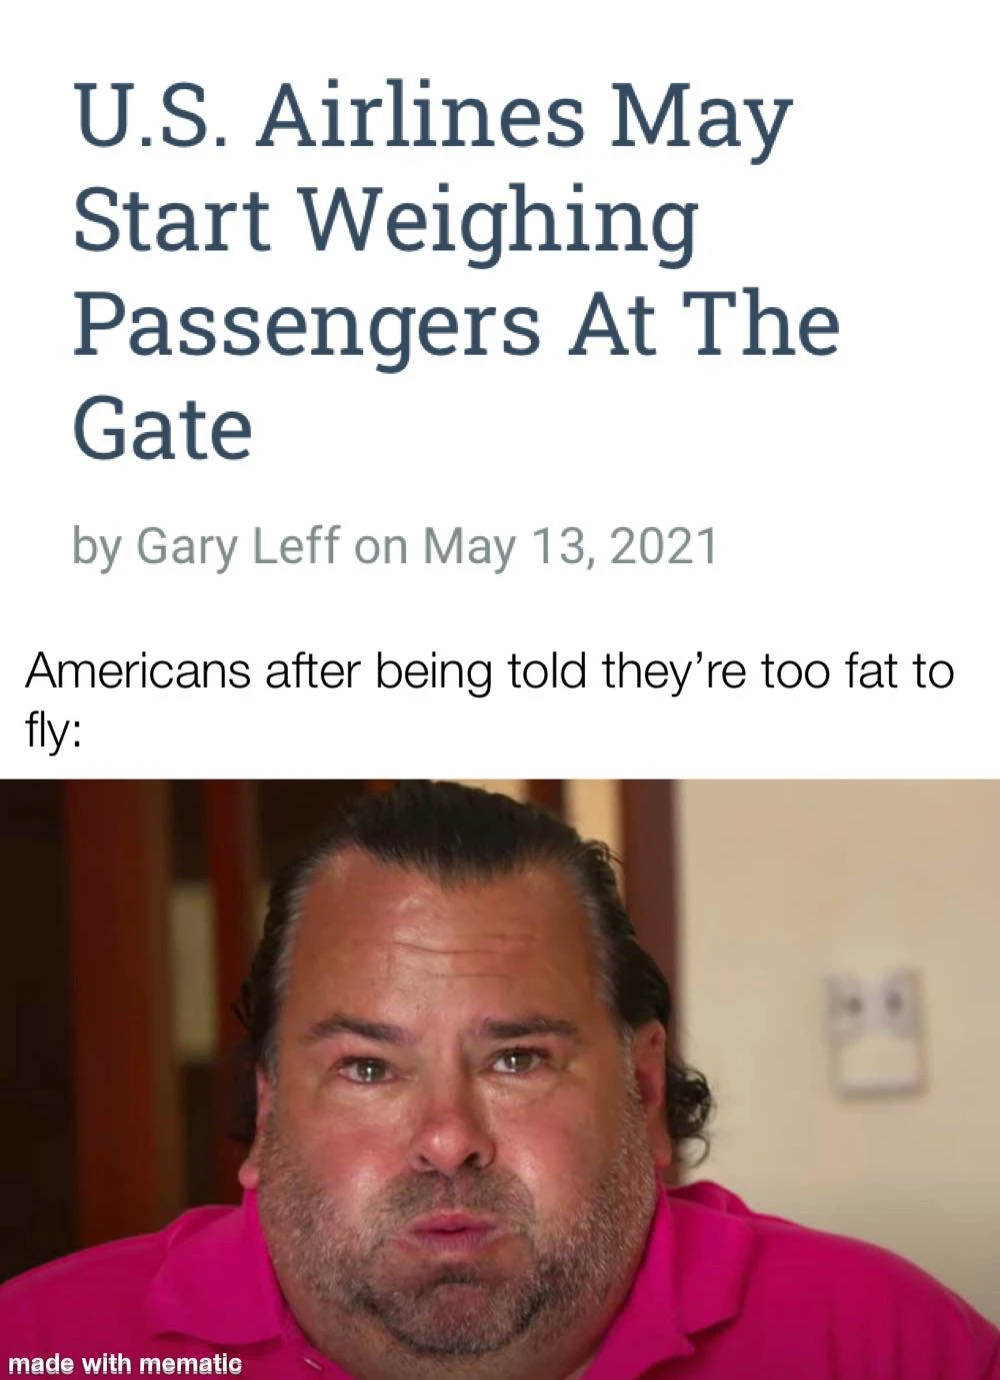 U.S. Airlines May
Start Weighing
Passengers At The
Gate
by Gary Leff on May 13, 2021
Americans after being told they’re too fat to
fly:
made with mematic